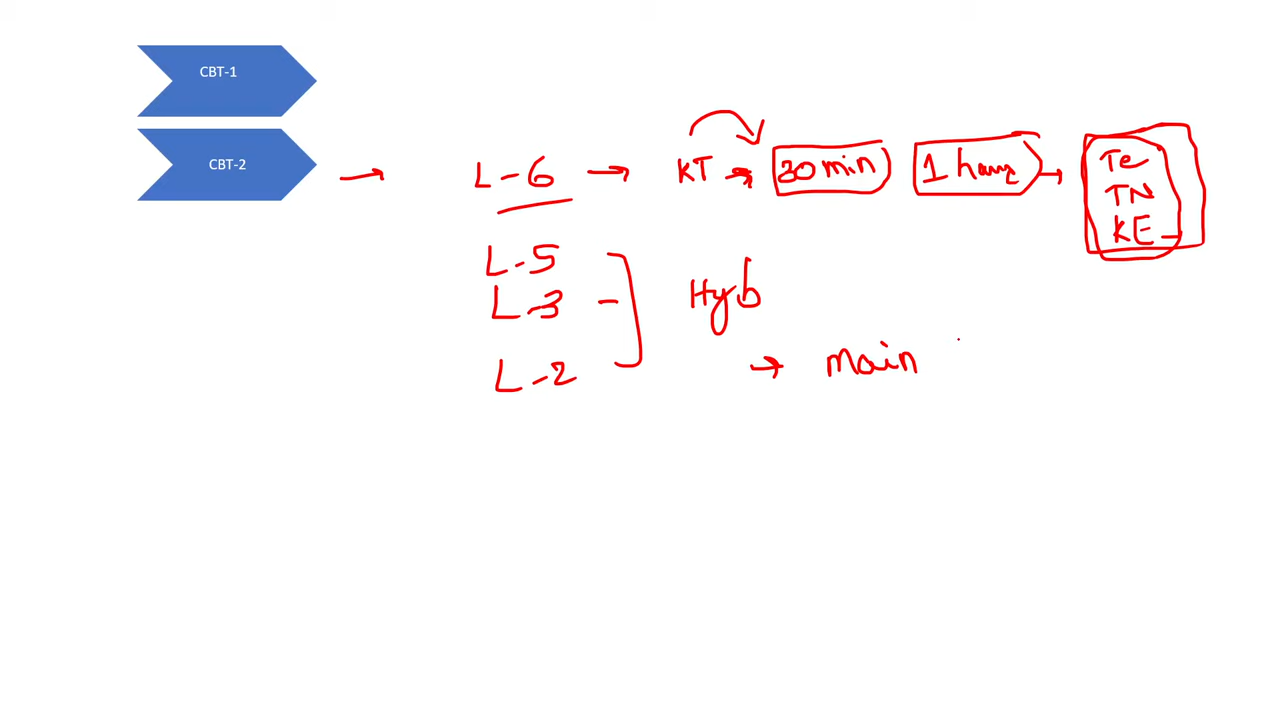 CBT-1
CBT-2
L-6 → KT → 30 min 1 hour → Te
TN
KE
L-5
L-3
Hyb
L-2
→ main